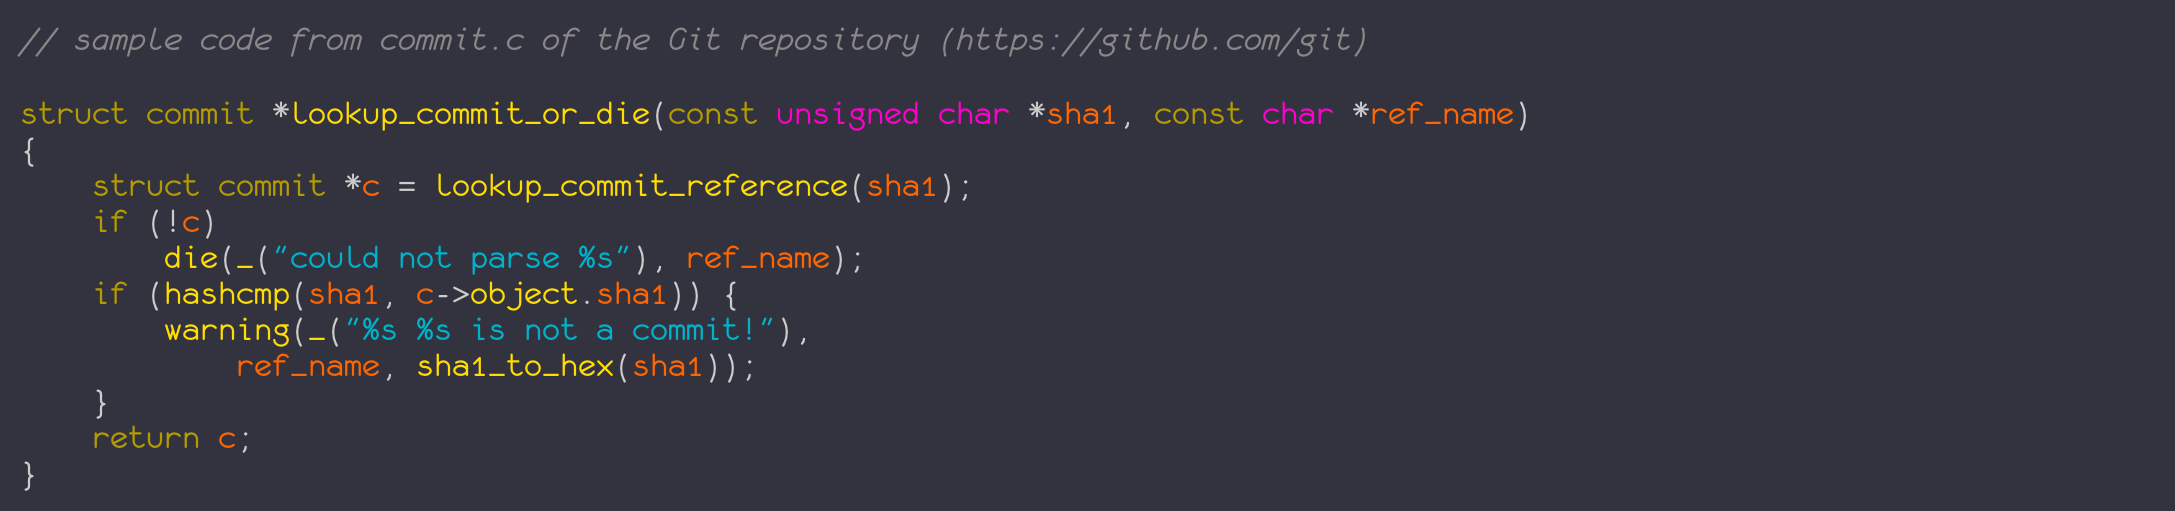 // sample code from commit.c of the Git repository (https://github.com/git)

struct commit *lookup_commit_or_die(const unsigned char *sha1, const char *ref_name)
{
    struct commit *c = lookup_commit_reference(sha1);
    if (!c)
        die(_("could not parse %s"), ref_name);
    if (hashcmp(sha1, c->object.sha1)) {
        warning(_("%s %s is not a commit!"),
            ref_name, sha1_to_hex(sha1));
    }
    return c;
}